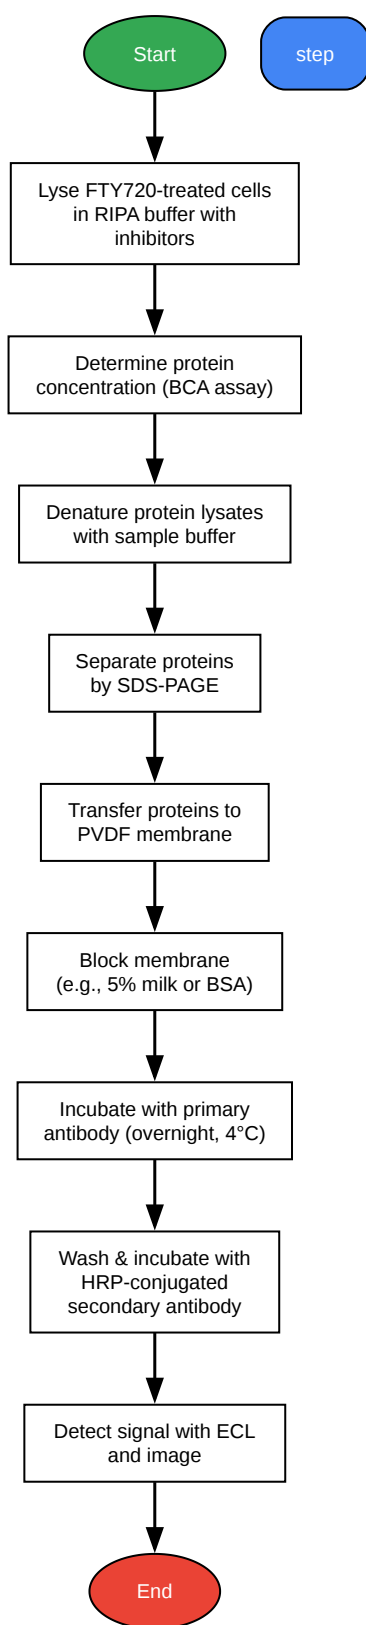 Start
step
Lyse FTY720-treated cells
in RIPA buffer with
inhibitors
Determine protein
concentration (BCA assay)
Denature protein lysates
with sample buffer
Separate proteins
by SDS-PAGE
Transfer proteins to
PVDF membrane
Block membrane
(e.g., 5% milk or BSA)
Incubate with primary
antibody (overnight, 4°C)
Wash & incubate with
HRP-conjugated
secondary antibody
Detect signal with ECL
and image
End